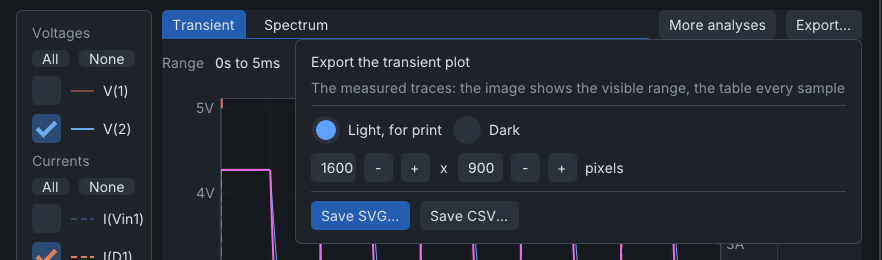 Voltages
All None
V(1)
V(2)
Currents
All None
I(Vin1)
I(D1)
Transient Spectrum More analyses Export...
Range 0s to 5ms
5V
4V
3A
Export the transient plot
The measured traces: the image shows the visible range, the table every sample
Light, for print Dark
1600 - + x 900 - + pixels
Save SVG... Save CSV...